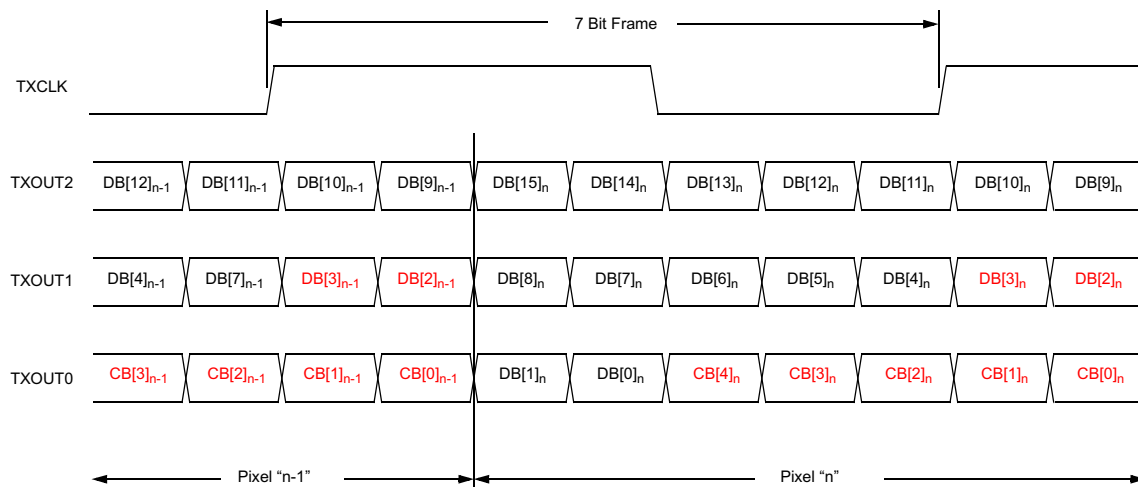 7 Bit Frame
TXCLK
TXOUT2 DB[12]n-1 DB[11]n-1 DB[10]n-1 DB[9]n-1 DB[15]n DB[14]n DB[13]n DB[12]n DB[11]n DB[10]n DB[9]n
TXOUT1 DB[4]n-1 DB[7]n-1 DB[3]n-1 DB[2]n-1 DB[8]n DB[7]n DB[6]n DB[5]n DB[4]n DB[3]n DB[2]n
TXOUT0 CB[3]n-1 CB[2]n-1 CB[1]n-1 CB[0]n-1 DB[1]n DB[0]n CB[4]n CB[3]n CB[2]n CB[1]n CB[0]n
Pixel “n-1” Pixel “n”